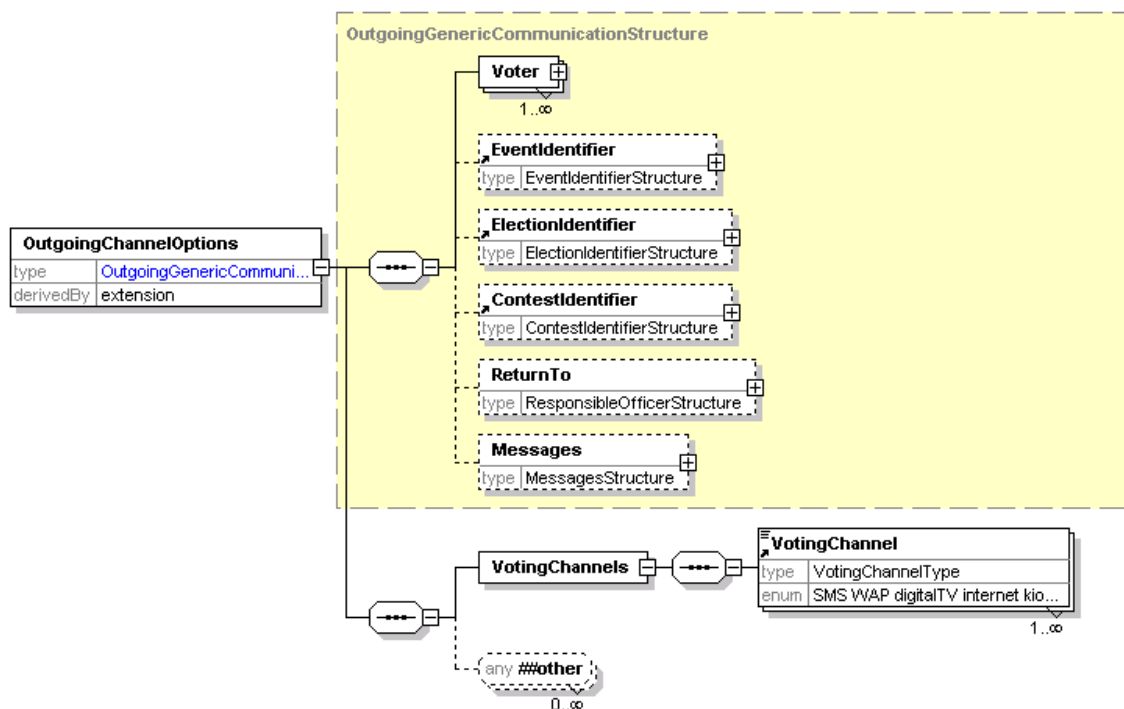 OutgoingGenericCommunicationStructure
Voter
1..∞
EventIdentifier
type EventIdentifierStructure
ElectionIdentifier
type ElectionIdentifierStructure
OutgoingChannelOptions
type OutgoingGenericCommuni...
derivedBy extension
ContestIdentifier
type ContestIdentifierStructure
ReturnTo
type ResponsibleOfficerStructure
Messages
type MessagesStructure
VotingChannels
VotingChannel
type VotingChannelType
enum SMS WAP digitalTV internet kio...
1..∞
any ##other
0..∞